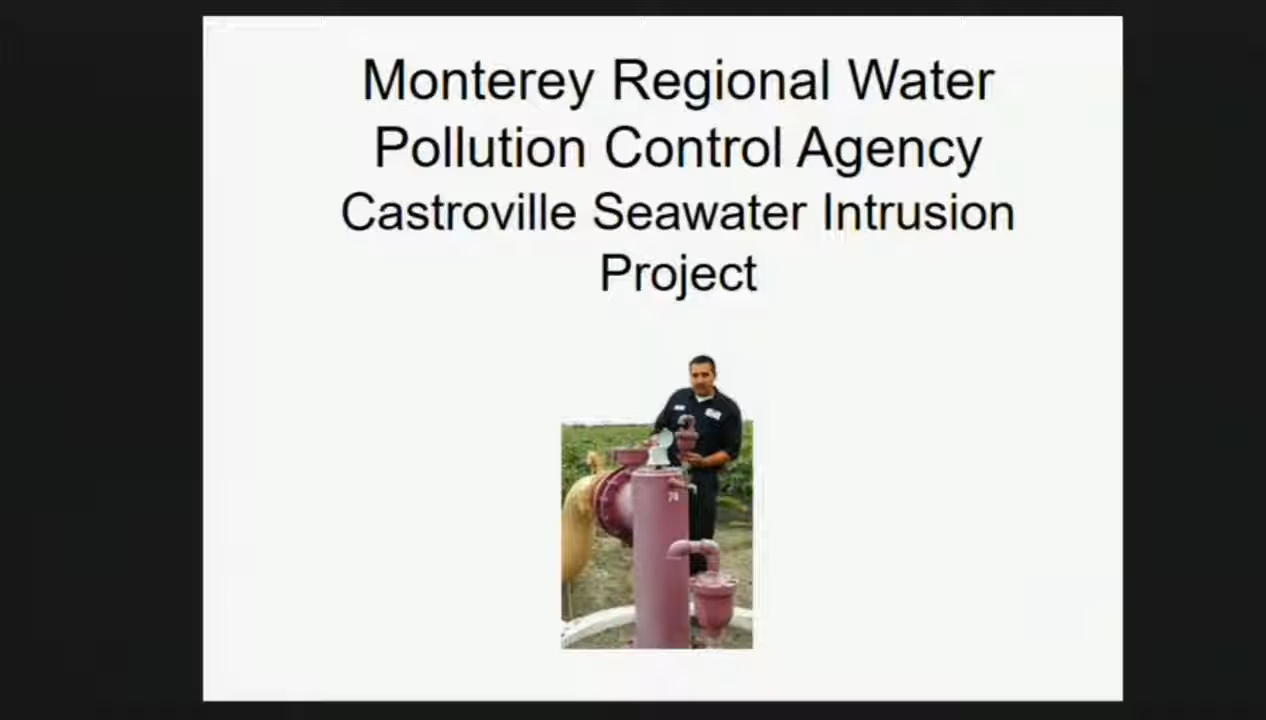 Monterey Regional Water
Pollution Control Agency
Castroville Seawater Intrusion
Project